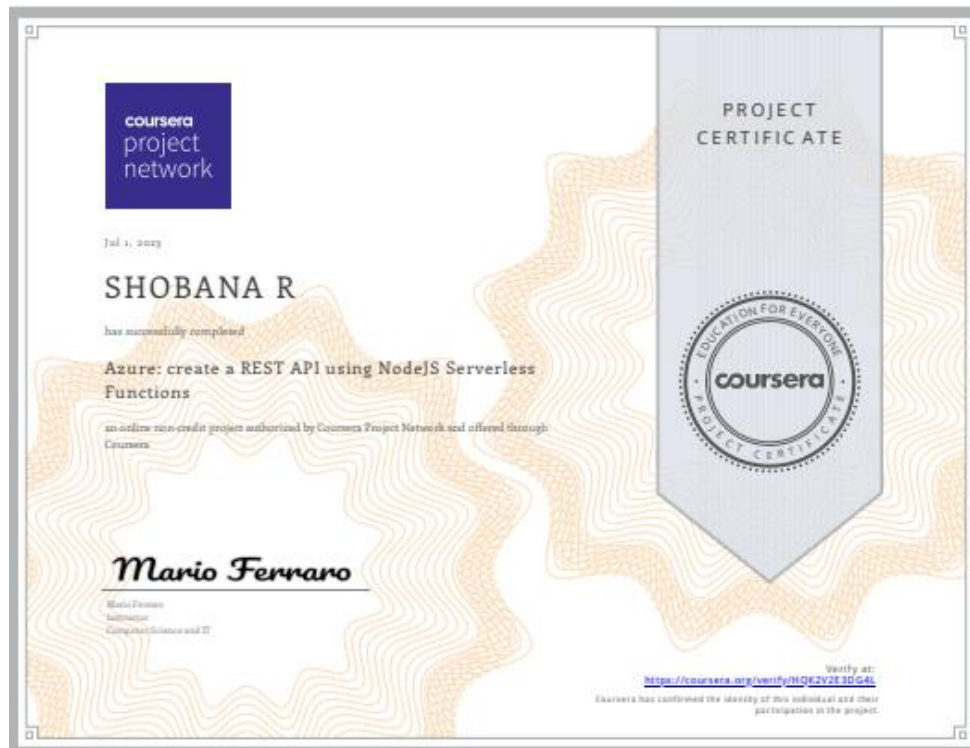 coursera
project
network
PROJECT
CERTIFICATE
Jul 1, 2023
SHOBANA R
has successfully completed
Azure: create a REST API using NodeJS Serverless
Functions
an online non-credit project authorized by Coursera Project Network and offered through
Coursera
EDUCATION FOR EVERYONE
coursera
PROJECT CERTIFICATE
Mario Ferraro
Mario Ferraro
Instructor
Computer Science and IT
Verify at:
https://coursera.org/verify/HQK2V2E3DG4L
Coursera has confirmed the identity of this individual and their
participation in the project.